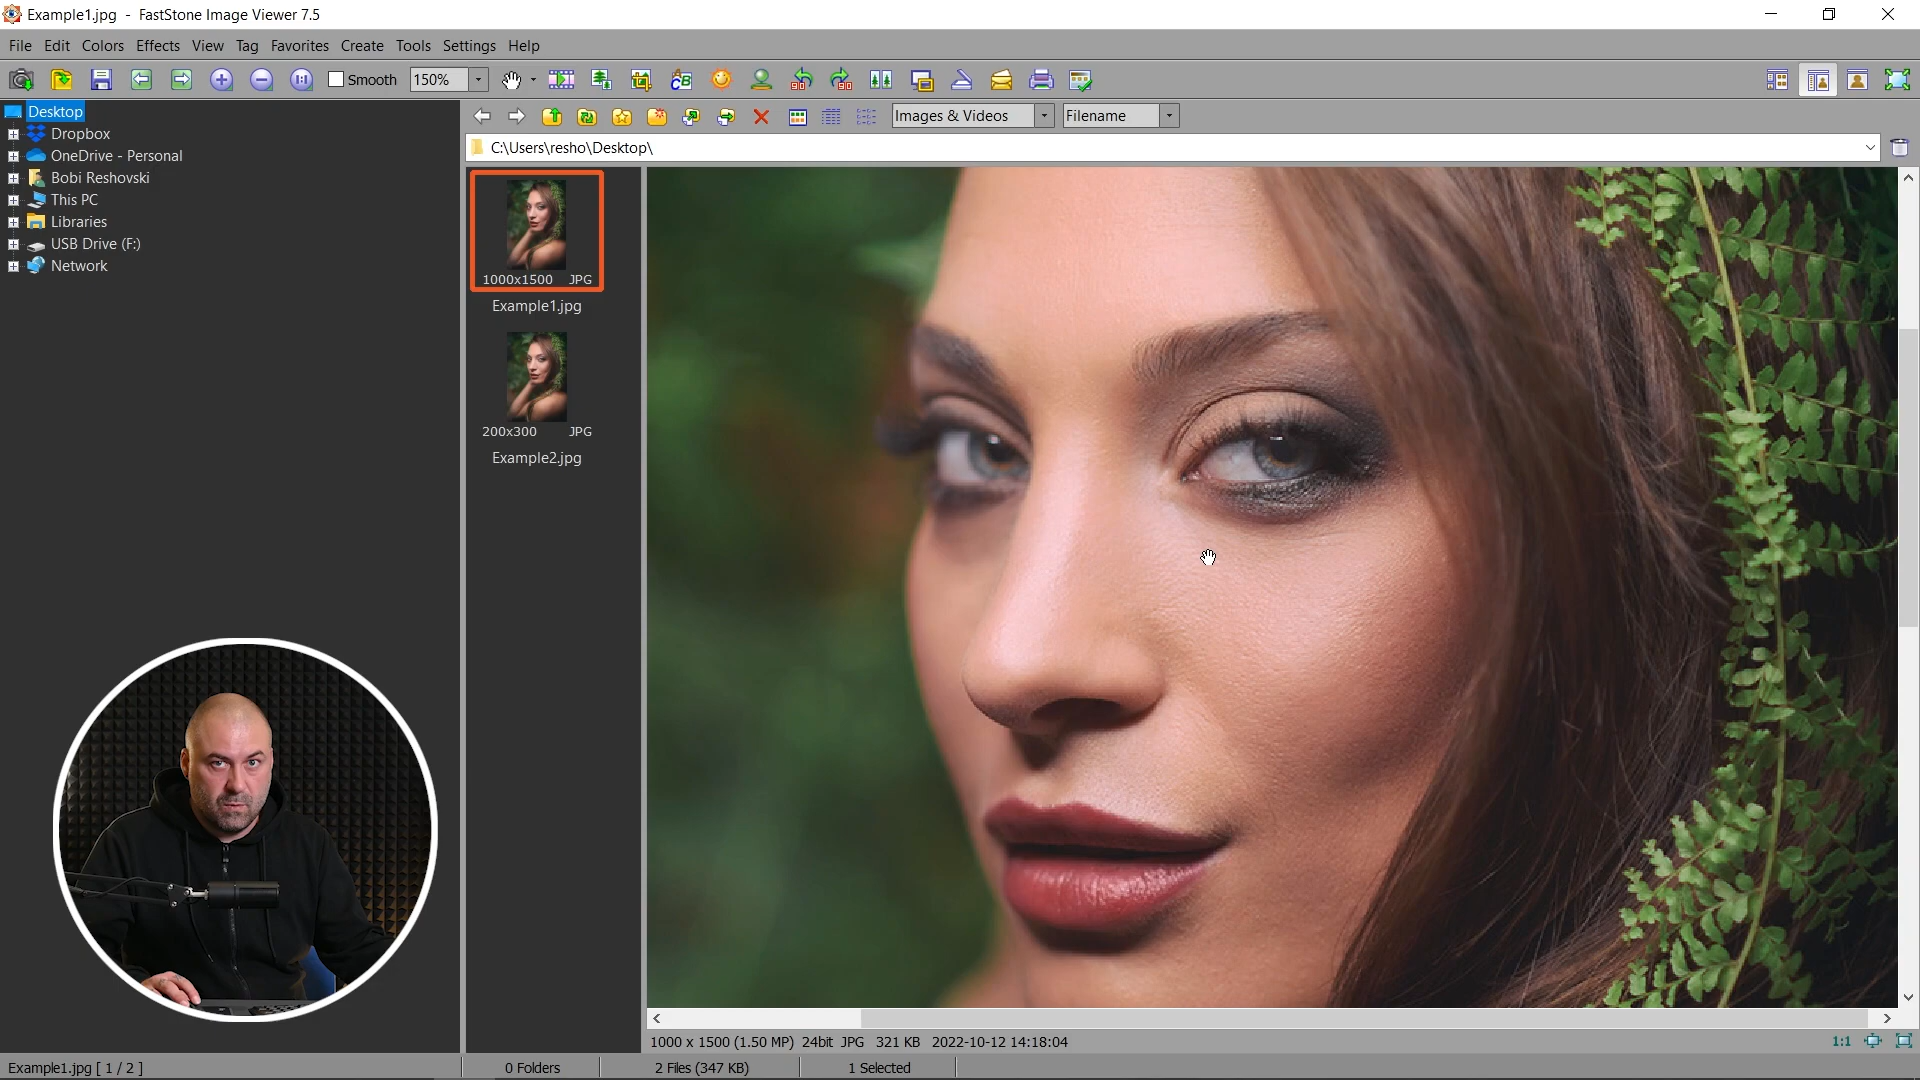 Example1.jpg - FastStone Image Viewer 7.5
File Edit Colors Effects View Tag Favorites Create Tools Settings Help
Smooth 150%
Desktop
Dropbox
OneDrive - Personal
Bobi Reshovski
This PC
Libraries
USB Drive (F:)
Network
Images & Videos Filename
C:\Users\resho\Desktop\
1000x1500 JPG
Example1.jpg
200x300 JPG
Example2.jpg
1000 x 1500 (1.50 MP) 24bit JPG 321 KB 2022-10-12 14:18:04
1:1
Example1.jpg [ 1 / 2 ]
0 Folders
2 Files (347 KB)
1 Selected